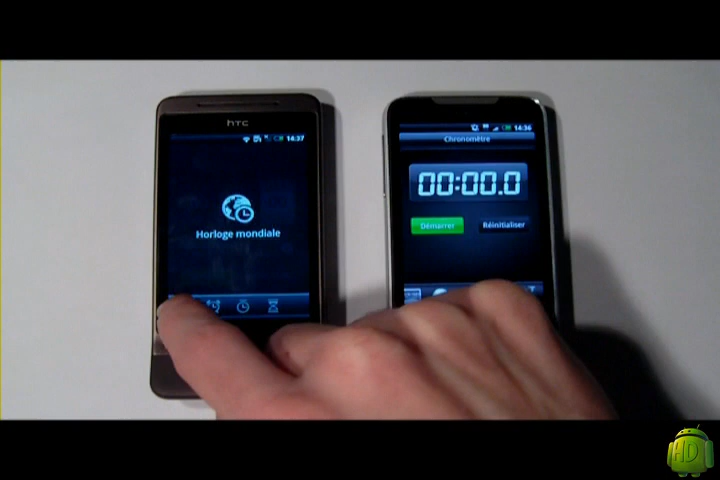 hTC
14:37
Horloge mondiale
14:36
Chronomètre
00:00.0
Démarrer
Réinitialiser
HD